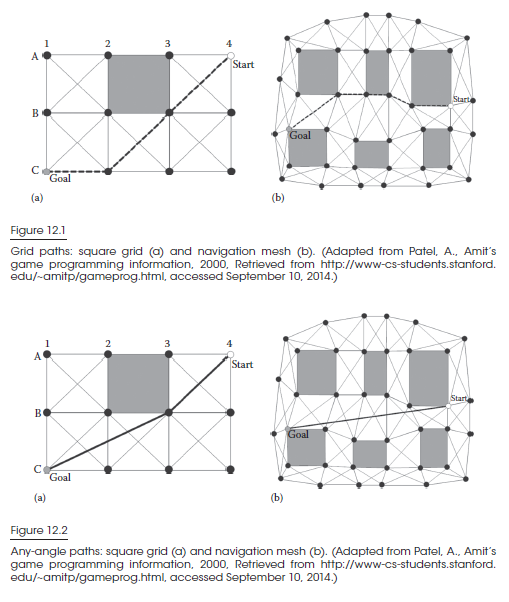 1 2 3 4
A
Start
B
C
Goal
(a)
Start
Goal
(b)
Figure 12.1
Grid paths: square grid (a) and navigation mesh (b). (Adapted from Patel, A., Amit's
game programming information, 2000, Retrieved from http://www-cs-students.stanford.
edu/~amitp/gameprog.html, accessed September 10, 2014.)
1 2 3 4
A
Start
B
C
Goal
(a)
Start
Goal
(b)
Figure 12.2
Any-angle paths: square grid (a) and navigation mesh (b). (Adapted from Patel, A., Amit's
game programming information, 2000, Retrieved from http://www-cs-students.stanford.
edu/~amitp/gameprog.html, accessed September 10, 2014.)